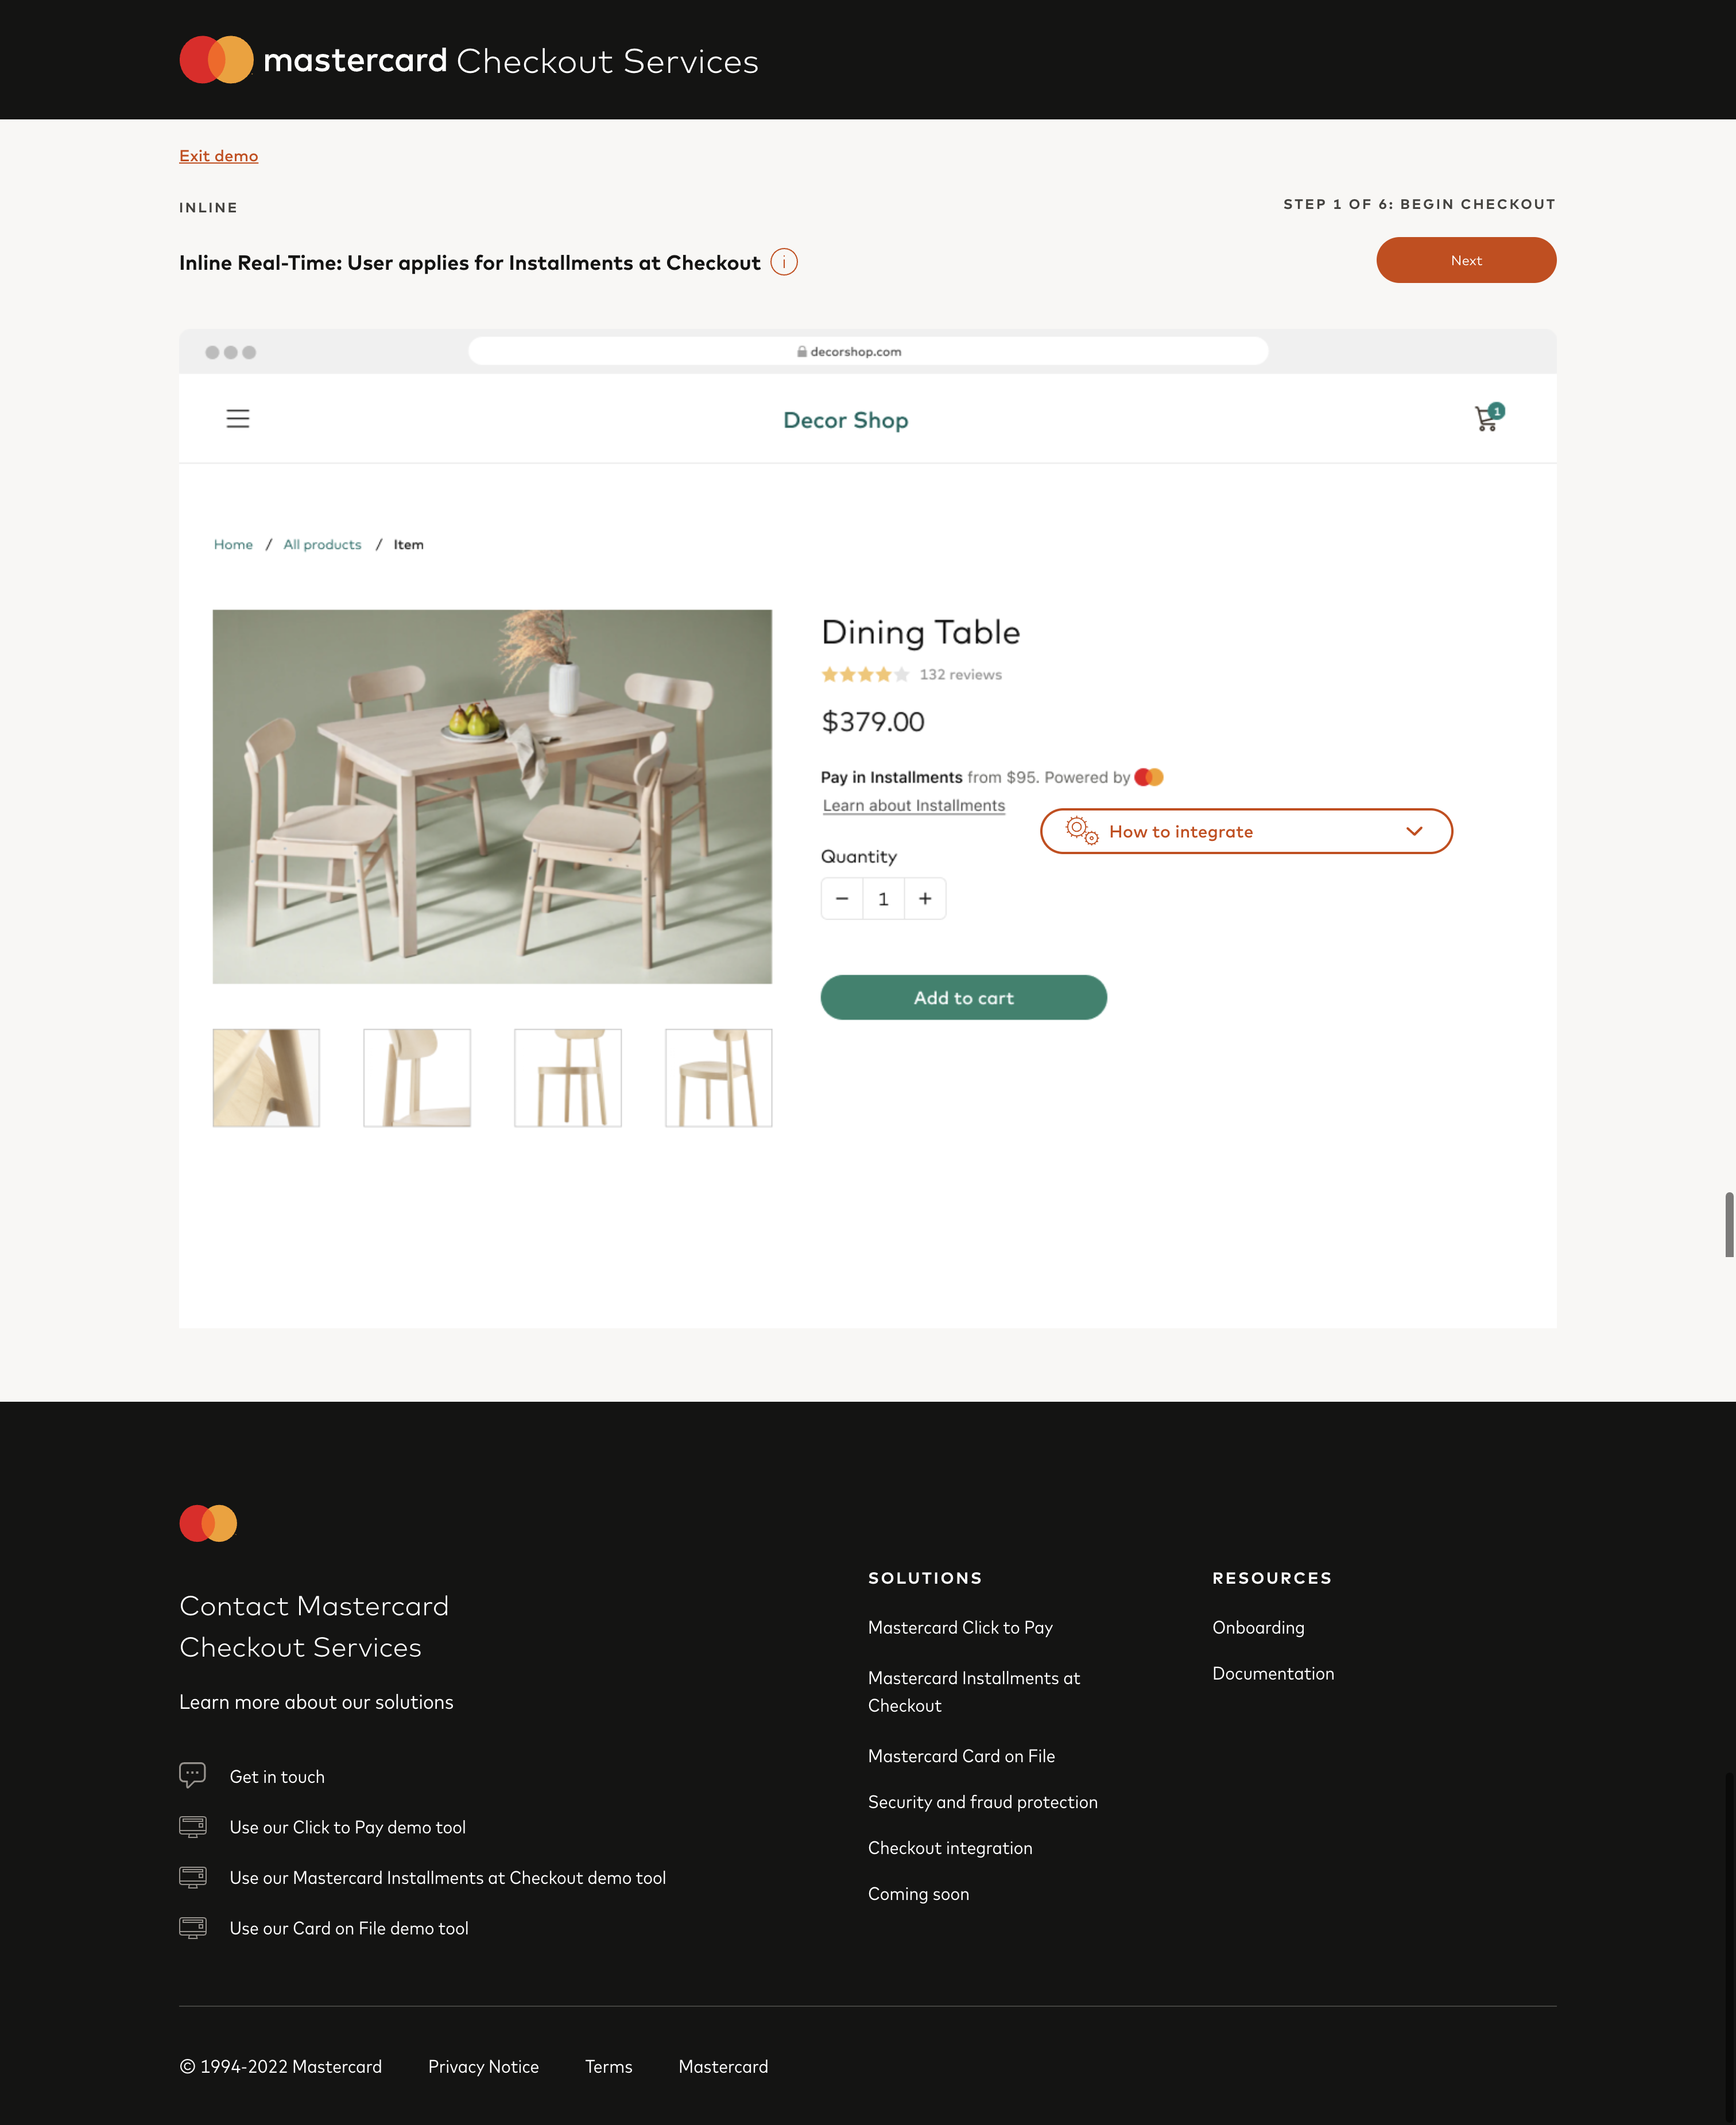 mastercard Checkout Services
Exit demo
INLINE
STEP 1 OF 6: BEGIN CHECKOUT
Inline Real-Time: User applies for Installments at Checkout
i
Next
decorshop.com
Decor Shop
1
Home / All products / Item
Dining Table
132 reviews
$379.00
Pay in Installments from $95. Powered by
Learn about Installments
How to integrate
Quantity
− 1 +
Add to cart
Contact Mastercard
Checkout Services
Learn more about our solutions
Get in touch
Use our Click to Pay demo tool
Use our Mastercard Installments at Checkout demo tool
Use our Card on File demo tool
SOLUTIONS
Mastercard Click to Pay
Mastercard Installments at
Checkout
Mastercard Card on File
Security and fraud protection
Checkout integration
Coming soon
RESOURCES
Onboarding
Documentation
© 1994-2022 Mastercard Privacy Notice Terms Mastercard